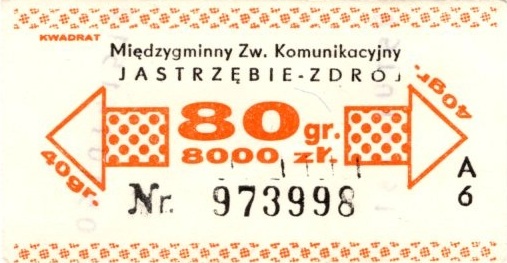 KWADRAT
Międzygminny Zw. Komunikacyjny
JASTRZĘBIE-ZDRÓJ
40gr.
80 gr.
8000 zł.
40gr.
A
6
Nr. 973998